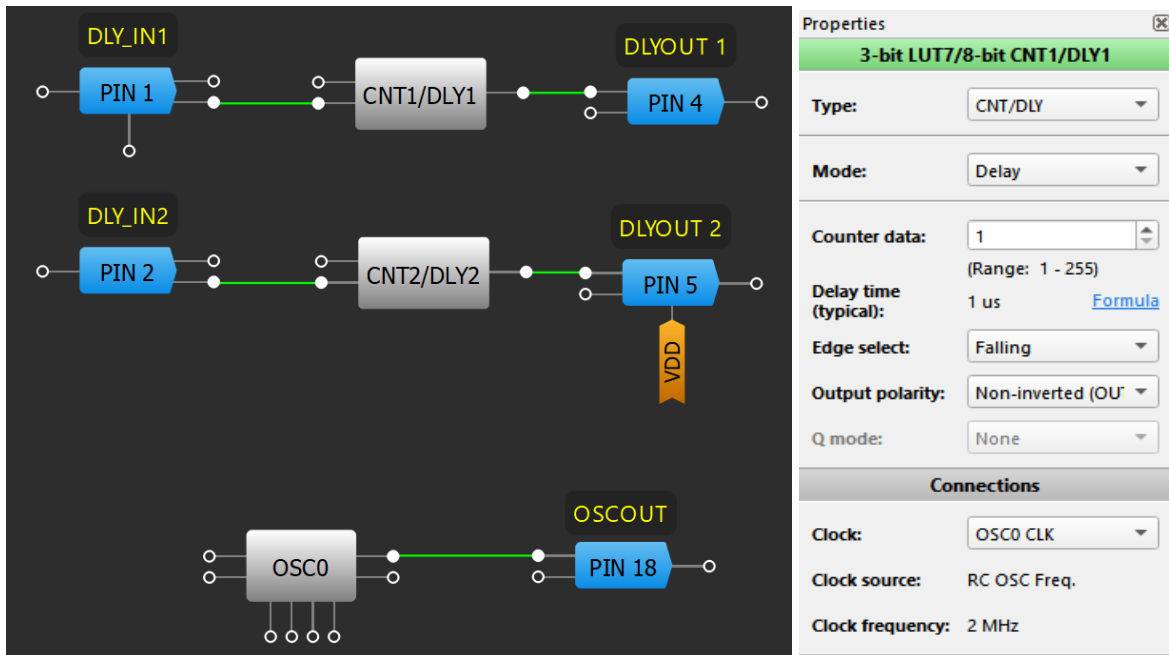 DLY_IN1
PIN 1
CNT1/DLY1
DLYOUT 1
PIN 4
DLY_IN2
PIN 2
CNT2/DLY2
DLYOUT 2
PIN 5
VDD
OSC0
OSCOUT
PIN 18
Properties
3-bit LUT7/8-bit CNT1/DLY1
Type: CNT/DLY
Mode: Delay
Counter data: 1
(Range: 1 - 255)
Delay time
(typical): 1 us Formula
Edge select: Falling
Output polarity: Non-inverted (OU
Q mode: None
Connections
Clock: OSC0 CLK
Clock source: RC OSC Freq.
Clock frequency: 2 MHz